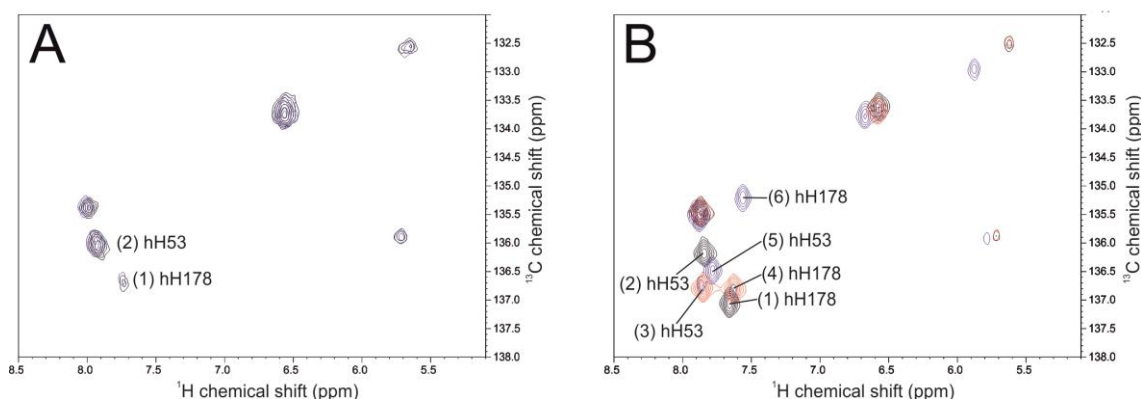 A
(2) hH53
(1) hH178
8.5
8.0
7.5
7.0
6.5
6.0
5.5
¹H chemical shift (ppm)
132.5
133.0
133.5
134.0
134.5
135.0
135.5
136.0
136.5
137.0
137.5
138.0
¹³C chemical shift (ppm)
B
(6) hH178
(5) hH53
(2) hH53
(4) hH178
(1) hH178
(3) hH53
8.5
8.0
7.5
7.0
6.5
6.0
5.5
¹H chemical shift (ppm)
132.5
133.0
133.5
134.0
134.5
135.0
135.5
136.0
136.5
137.0
137.5
138.0
¹³C chemical shift (ppm)